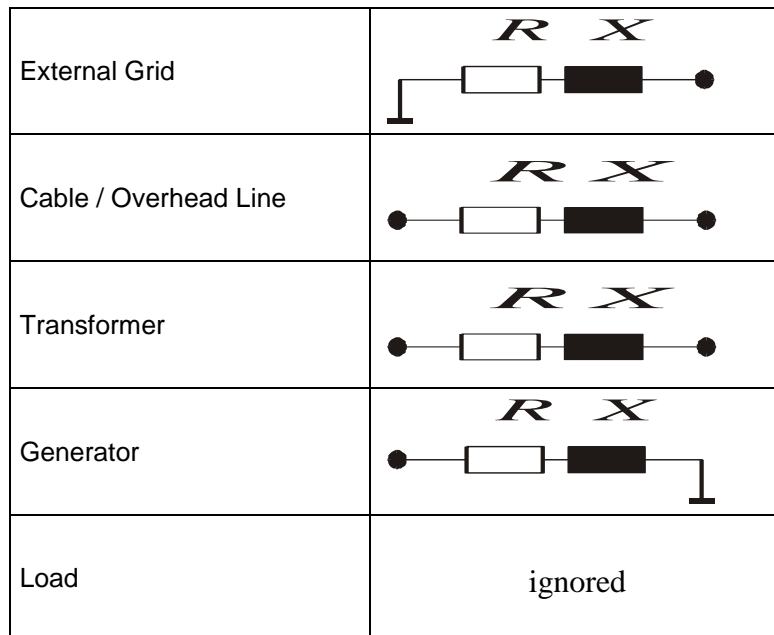 R X
External Grid
R X
Cable / Overhead Line
R X
Transformer
R X
Generator
Load
ignored